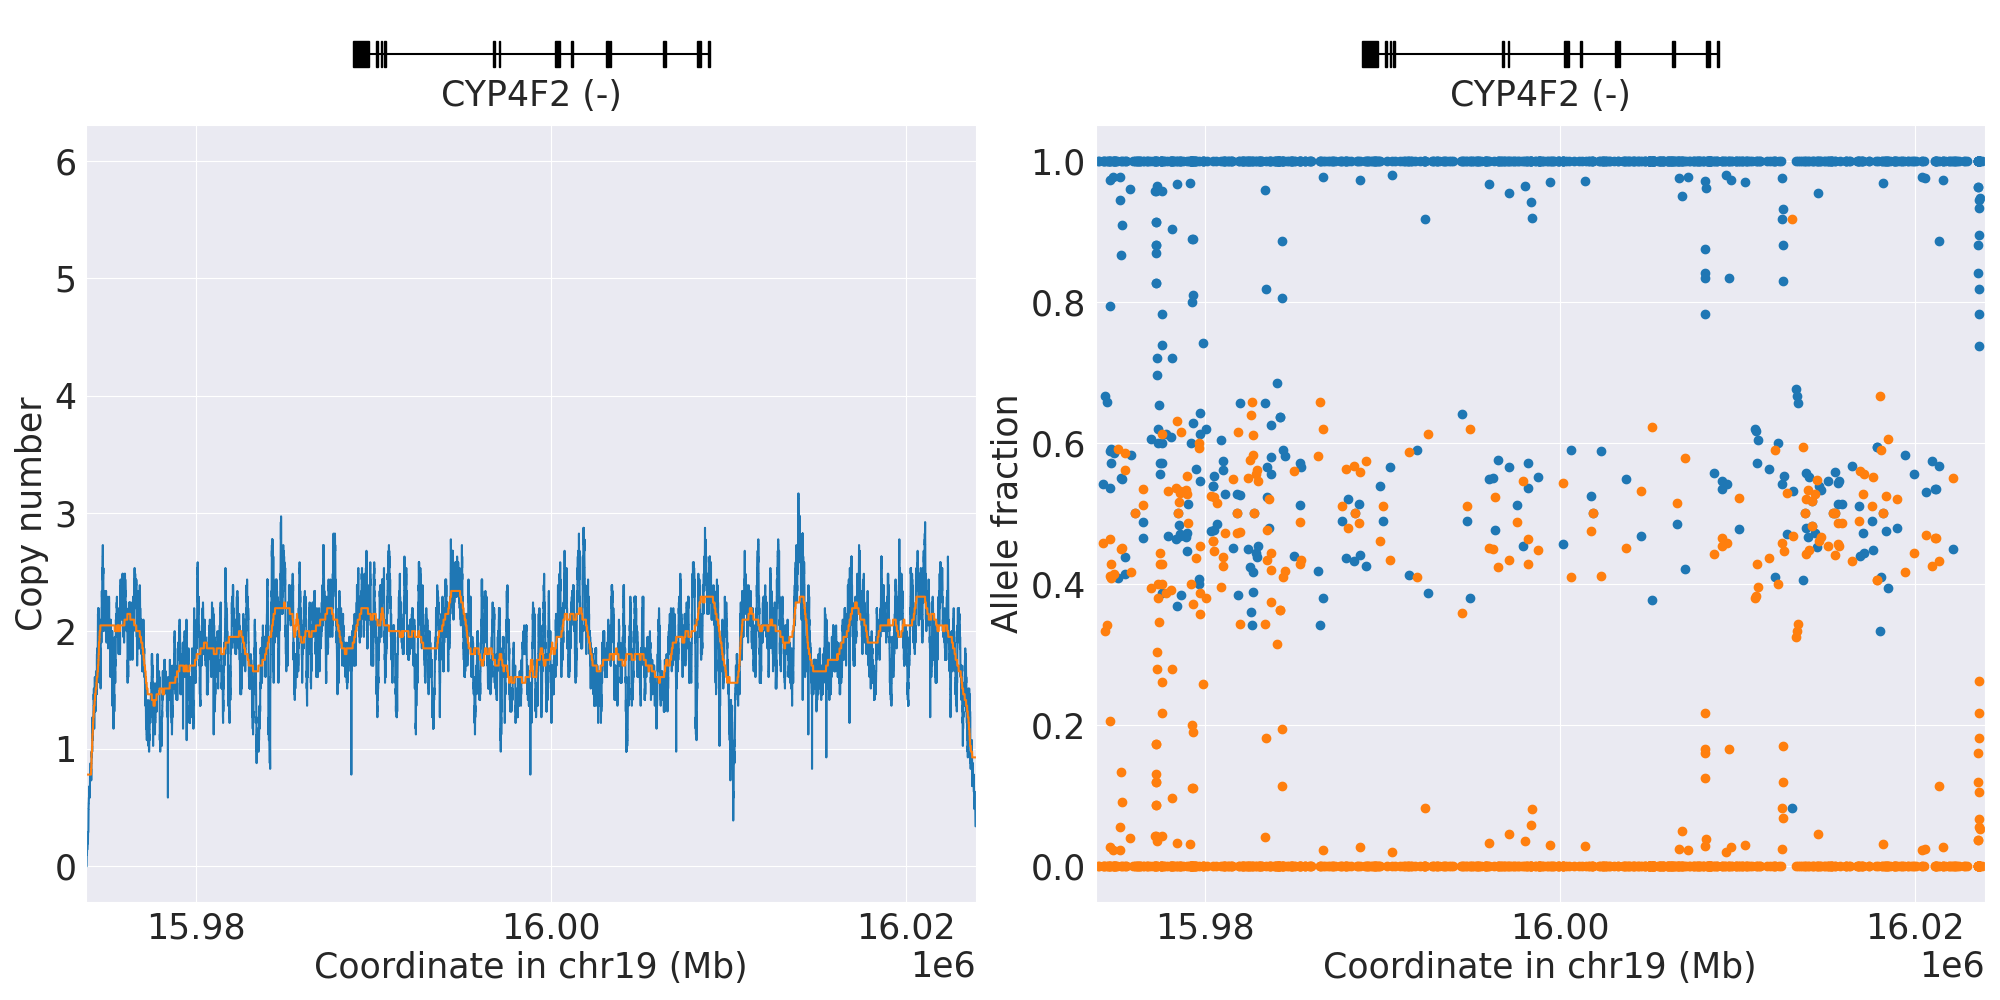 CYP4F2 (-)
CYP4F2 (-)
Copy number
6
5
4
3
2
1
0
15.98
16.00
16.02
Coordinate in chr19 (Mb)
1e6
Allele fraction
1.0
0.8
0.6
0.4
0.2
0.0
15.98
16.00
16.02
Coordinate in chr19 (Mb)
1e6